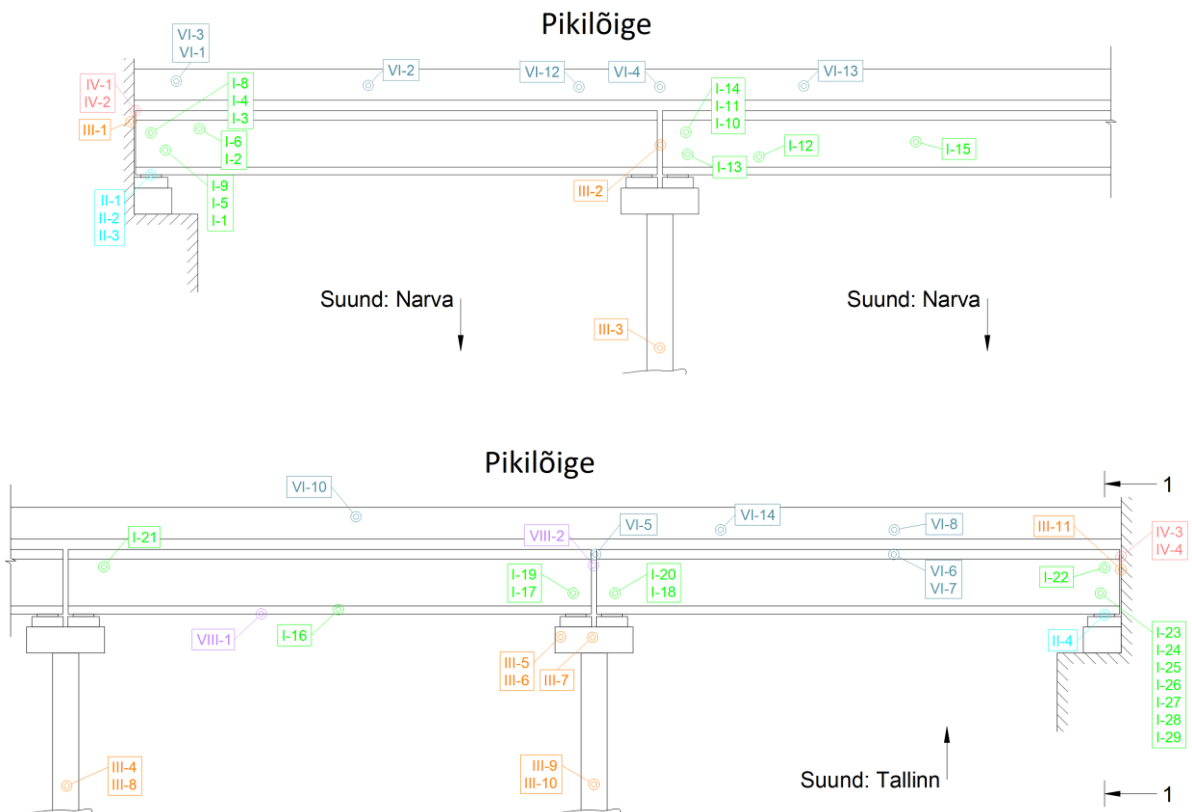 Pikilõige
VI-3
VI-1
VI-2
VI-12
VI-4
VI-13
IV-1
IV-2
III-1
I-8
I-4
I-3
I-6
I-2
I-9
I-5
I-1
II-1
II-2
II-3
I-14
I-11
I-10
I-12
I-13
I-15
III-2
Suund: Narva
Suund: Narva
III-3
Pikilõige
VI-10
I-21
VIII-2
VI-5
VI-14
VI-8
1
III-11
IV-3
IV-4
I-19
I-17
I-20
I-18
VI-6
VI-7
I-22
VIII-1
I-16
III-5
III-6
III-7
II-4
I-23
I-24
I-25
I-26
I-27
I-28
I-29
III-4
III-8
III-9
III-10
Suund: Tallinn
1